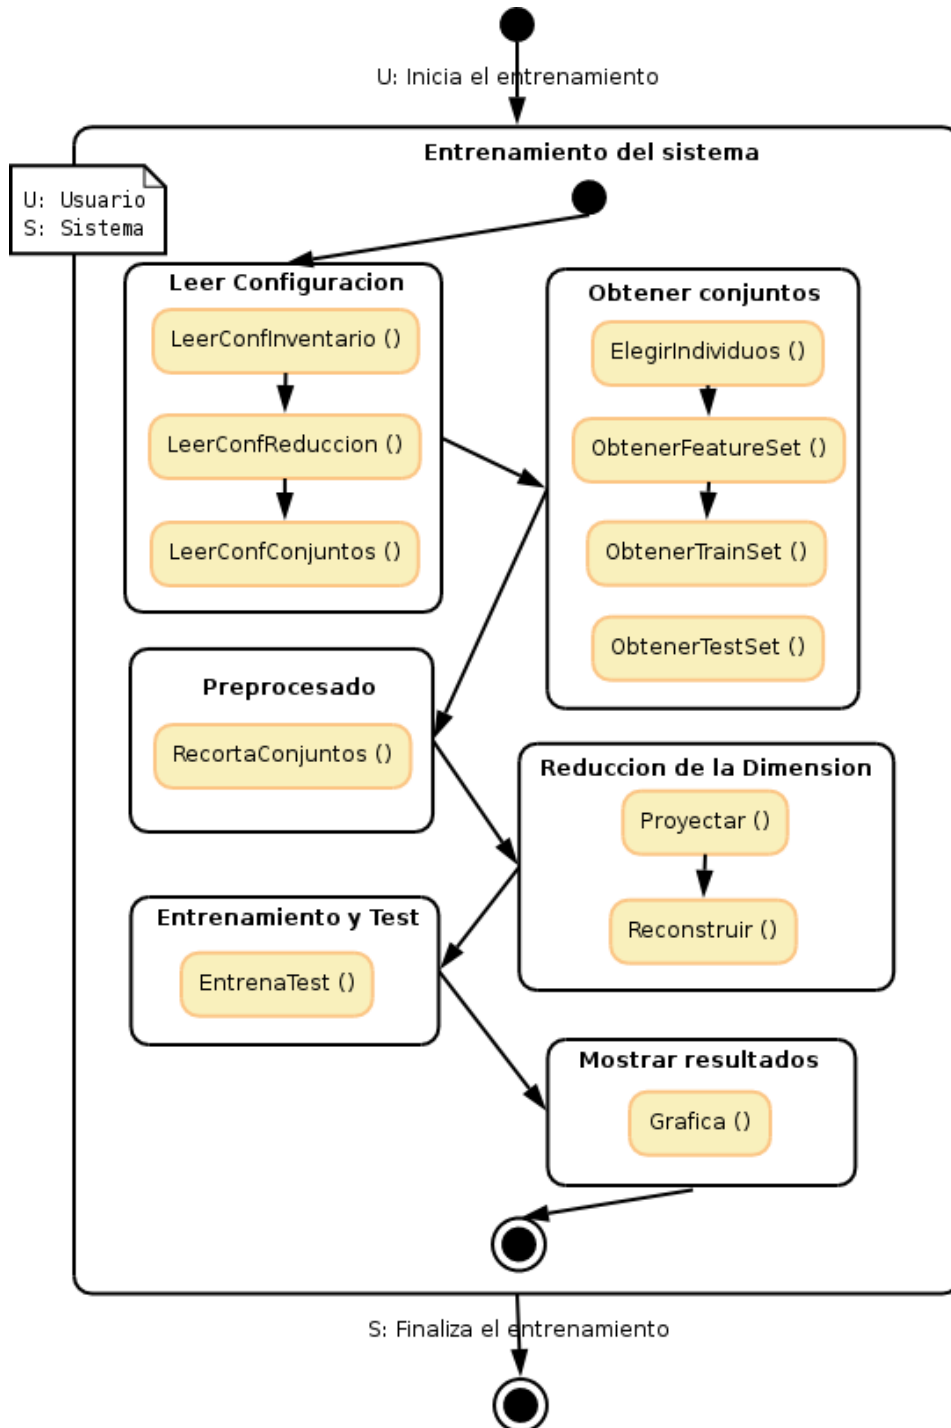 U: Inicia el entrenamiento
Entrenamiento del sistema
U: Usuario
S: Sistema
Leer Configuracion
LeerConfInventario ()
LeerConfReduccion ()
LeerConfConjuntos ()
Obtener conjuntos
ElegirIndividuos ()
ObtenerFeatureSet ()
ObtenerTrainSet ()
ObtenerTestSet ()
Preprocesado
RecortaConjuntos ()
Reduccion de la Dimension
Proyectar ()
Reconstruir ()
Entrenamiento y Test
EntrenaTest ()
Mostrar resultados
Grafica ()
S: Finaliza el entrenamiento